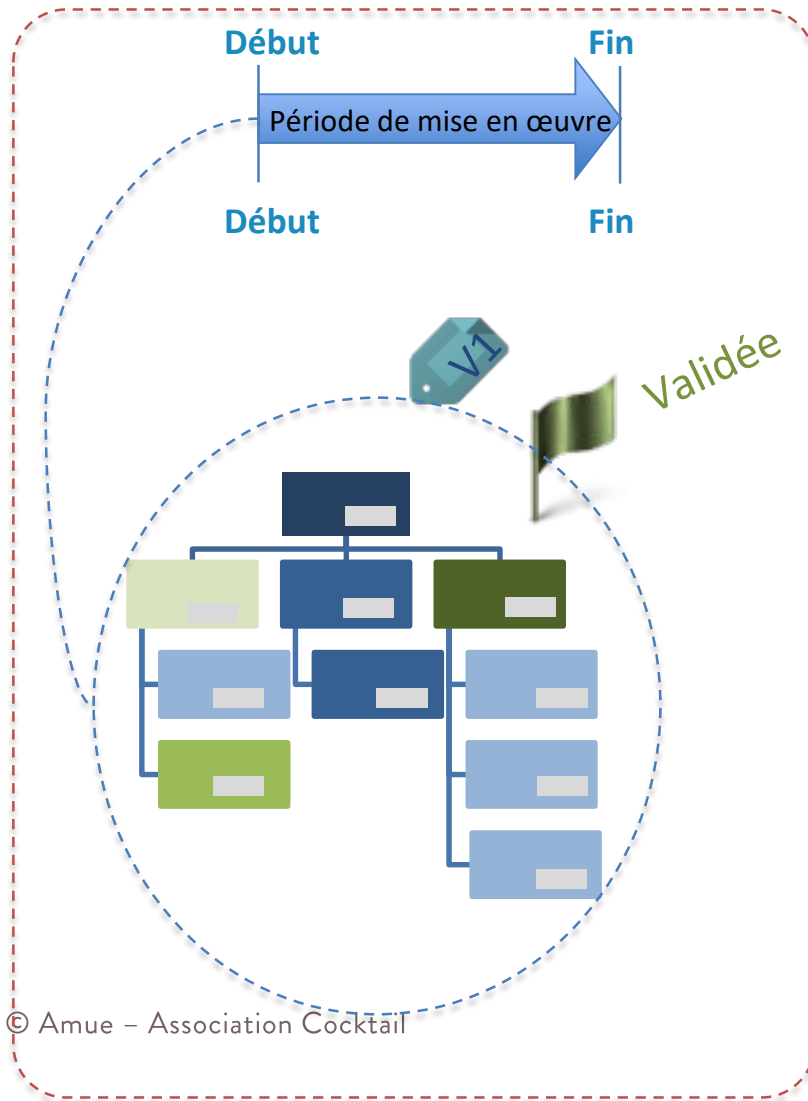 Début Fin
Période de mise en œuvre
Début Fin
V1
Validée
© Amue – Association Cocktail